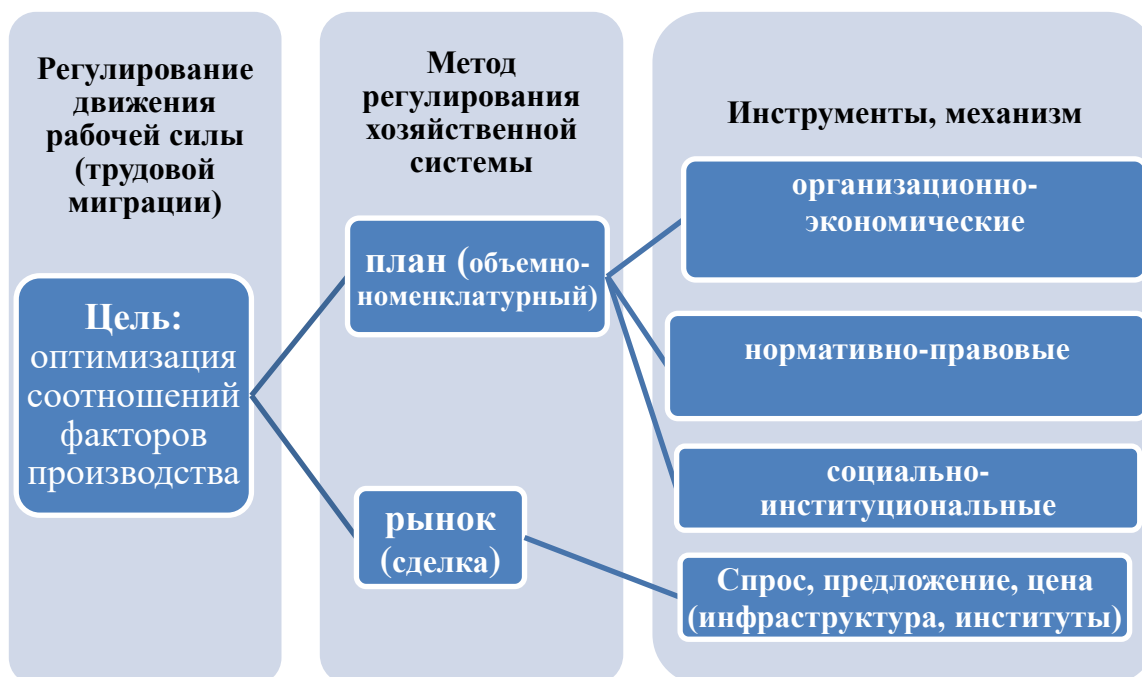 Регулирование
движения
рабочей силы
(трудовой
миграции)
Цель:
оптимизация
соотношений
факторов
производства
Метод
регулирования
хозяйственной
системы
план (объемно-
номенклатурный)
рынок
(сделка)
Инструменты, механизм
организационно-
экономические
нормативно-правовые
социально-
институциональные
Спрос, предложение, цена
(инфраструктура, институты)